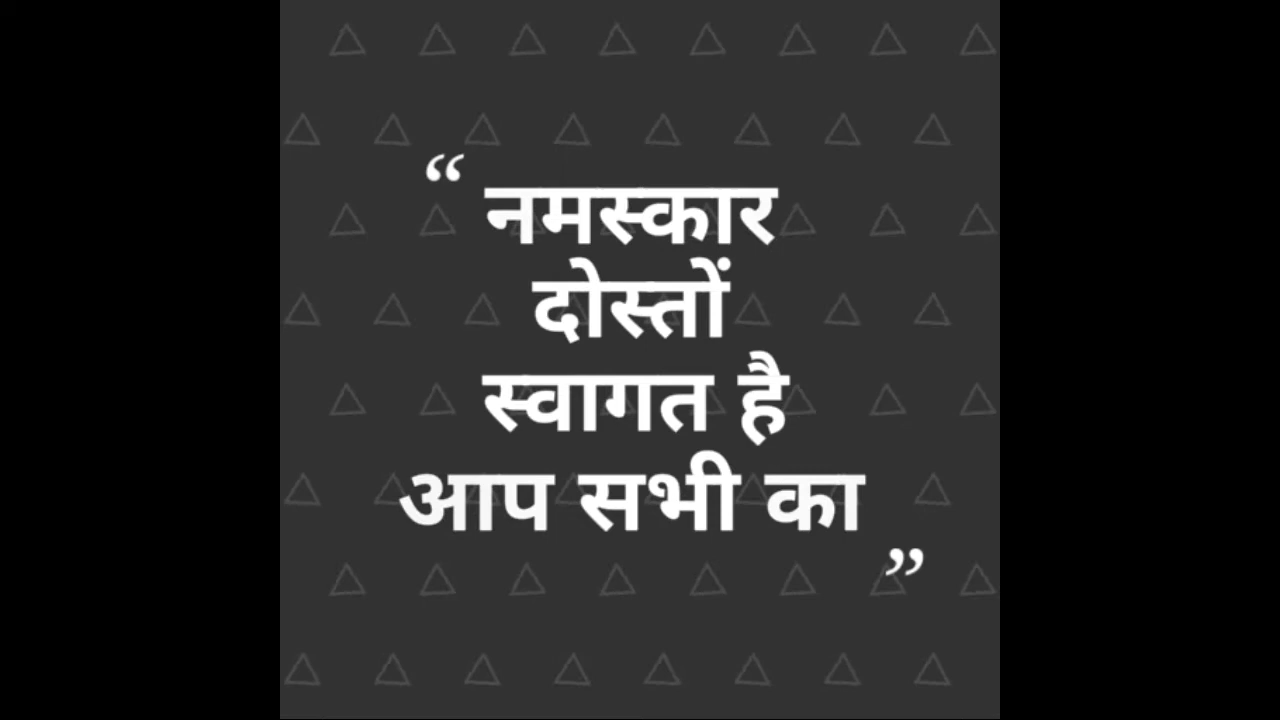 “ नमस्कार
दोस्तों
स्वागत है
आप सभी का ”